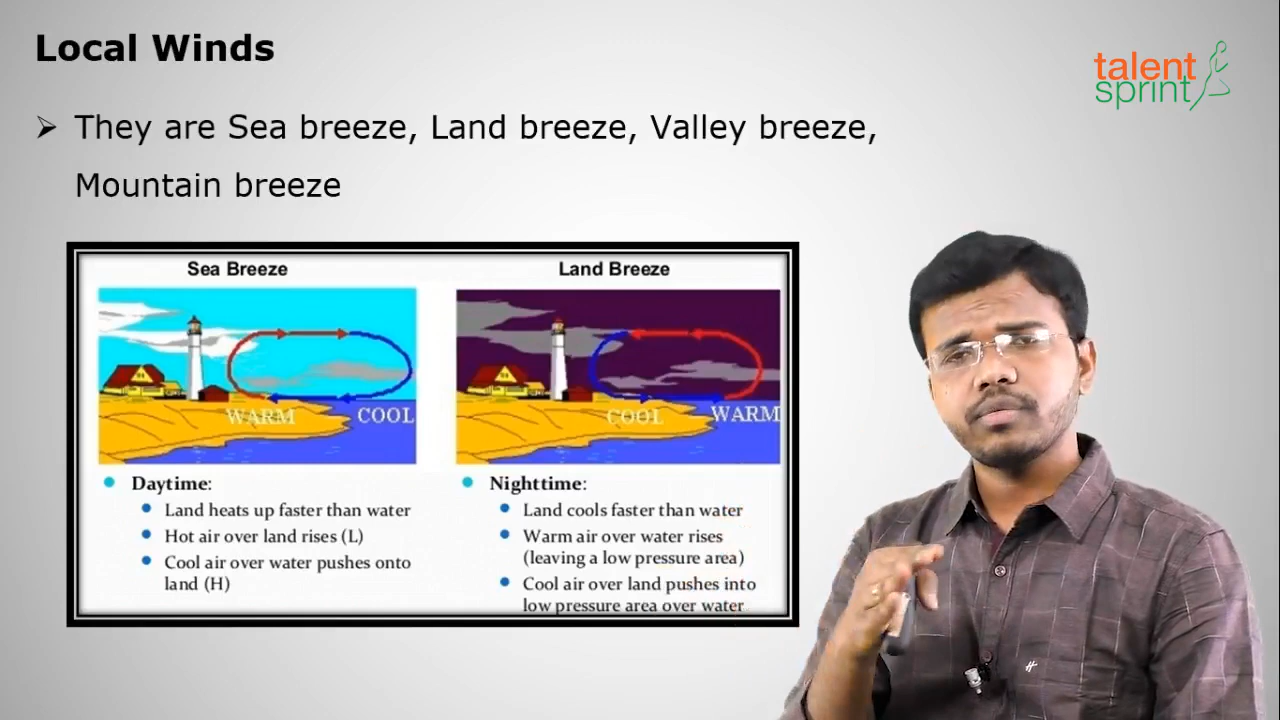 Local Winds
talent
sprint
➢ They are Sea breeze, Land breeze, Valley breeze,
Mountain breeze
Sea Breeze
WARM
COOL
• Daytime:
• Land heats up faster than water
• Hot air over land rises (L)
• Cool air over water pushes onto
land (H)
Land Breeze
COOL
WARM
• Nighttime:
• Land cools faster than water
• Warm air over water rises
(leaving a low pressure area)
• Cool air over land pushes into
low pressure area over water